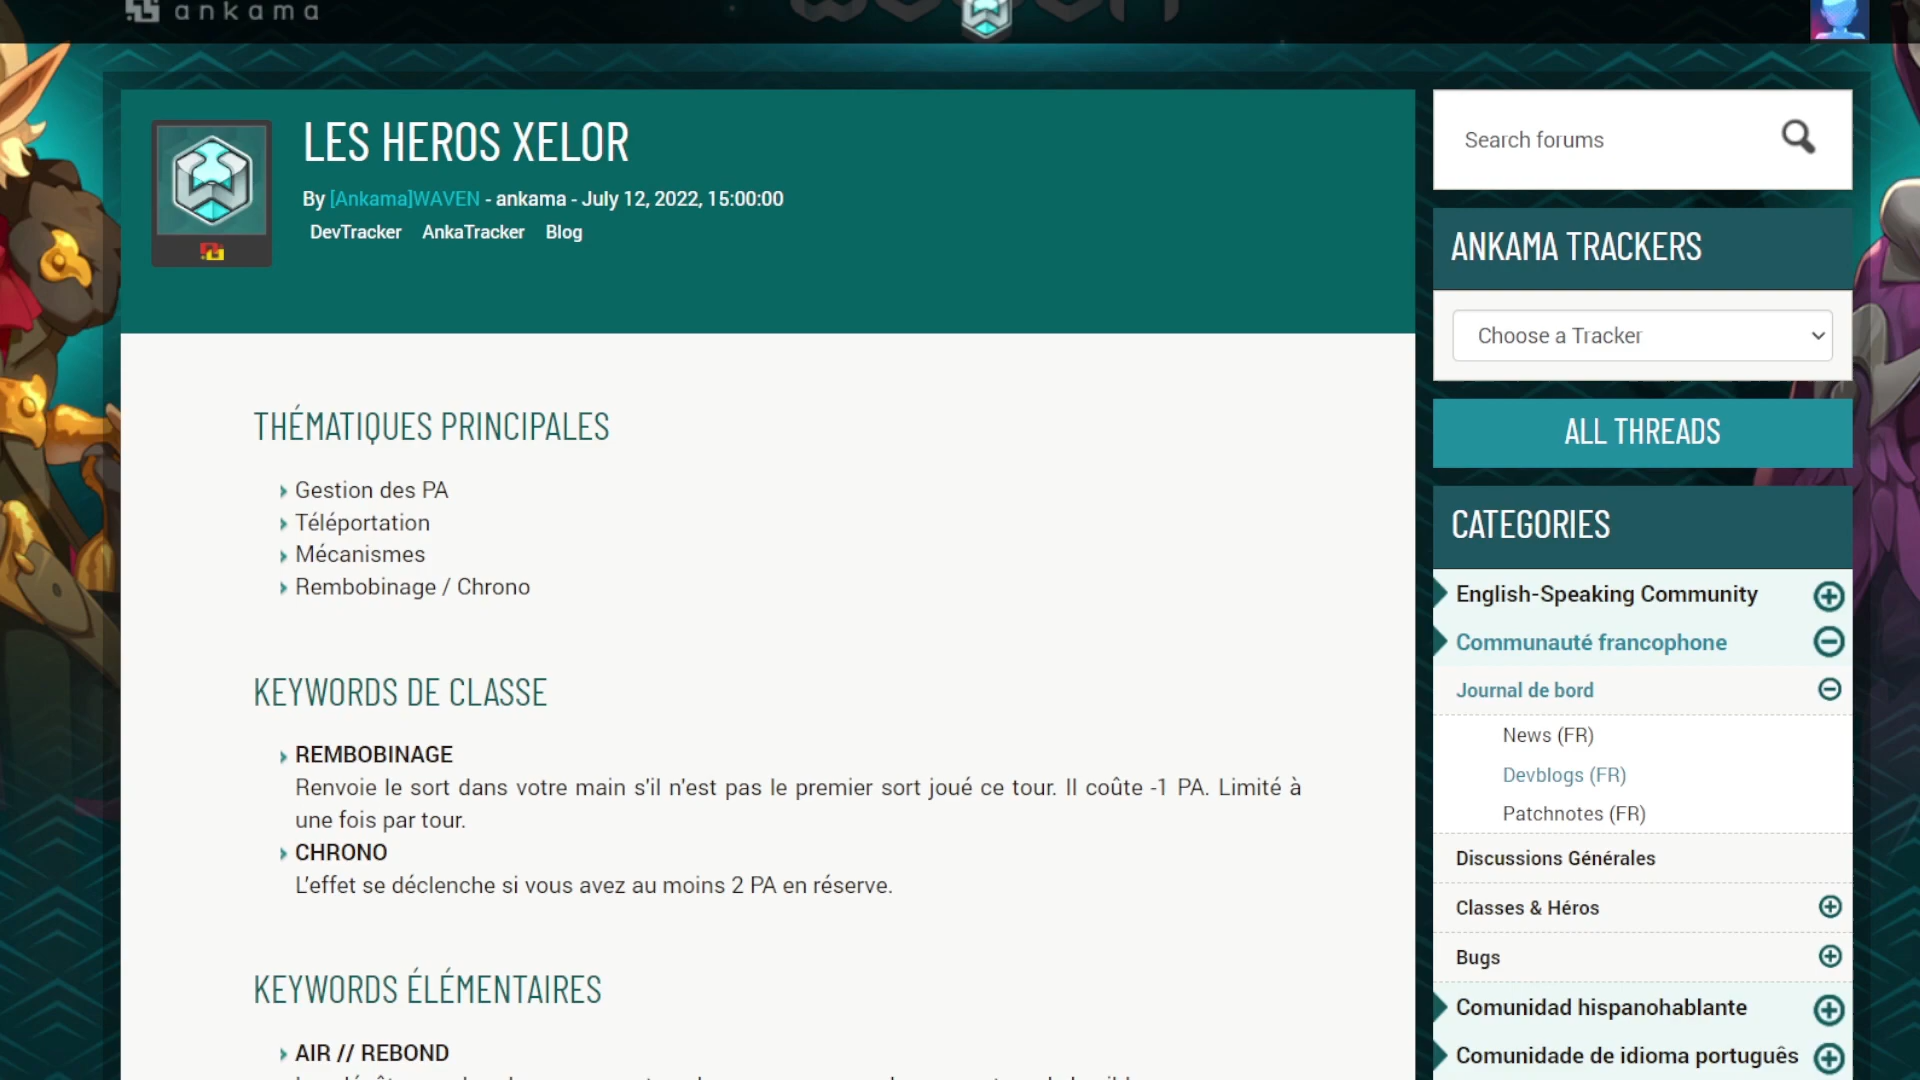 ankama
LES HEROS XELOR
By [Ankama]WAVEN - ankama - July 12, 2022, 15:00:00
DevTracker AnkaTracker Blog
THÉMATIQUES PRINCIPALES
Gestion des PA
Téléportation
Mécanismes
Rembobinage / Chrono
KEYWORDS DE CLASSE
REMBOBINAGE
Renvoie le sort dans votre main s'il n'est pas le premier sort joué ce tour. Il coûte -1 PA. Limité à
une fois par tour.
CHRONO
L'effet se déclenche si vous avez au moins 2 PA en réserve.
KEYWORDS ÉLÉMENTAIRES
AIR // REBOND
Search forums
ANKAMA TRACKERS
Choose a Tracker
ALL THREADS
CATEGORIES
English-Speaking Community
Communauté francophone
Journal de bord
News (FR)
Devblogs (FR)
Patchnotes (FR)
Discussions Générales
Classes & Héros
Bugs
Comunidad hispanohablante
Comunidade de idioma português